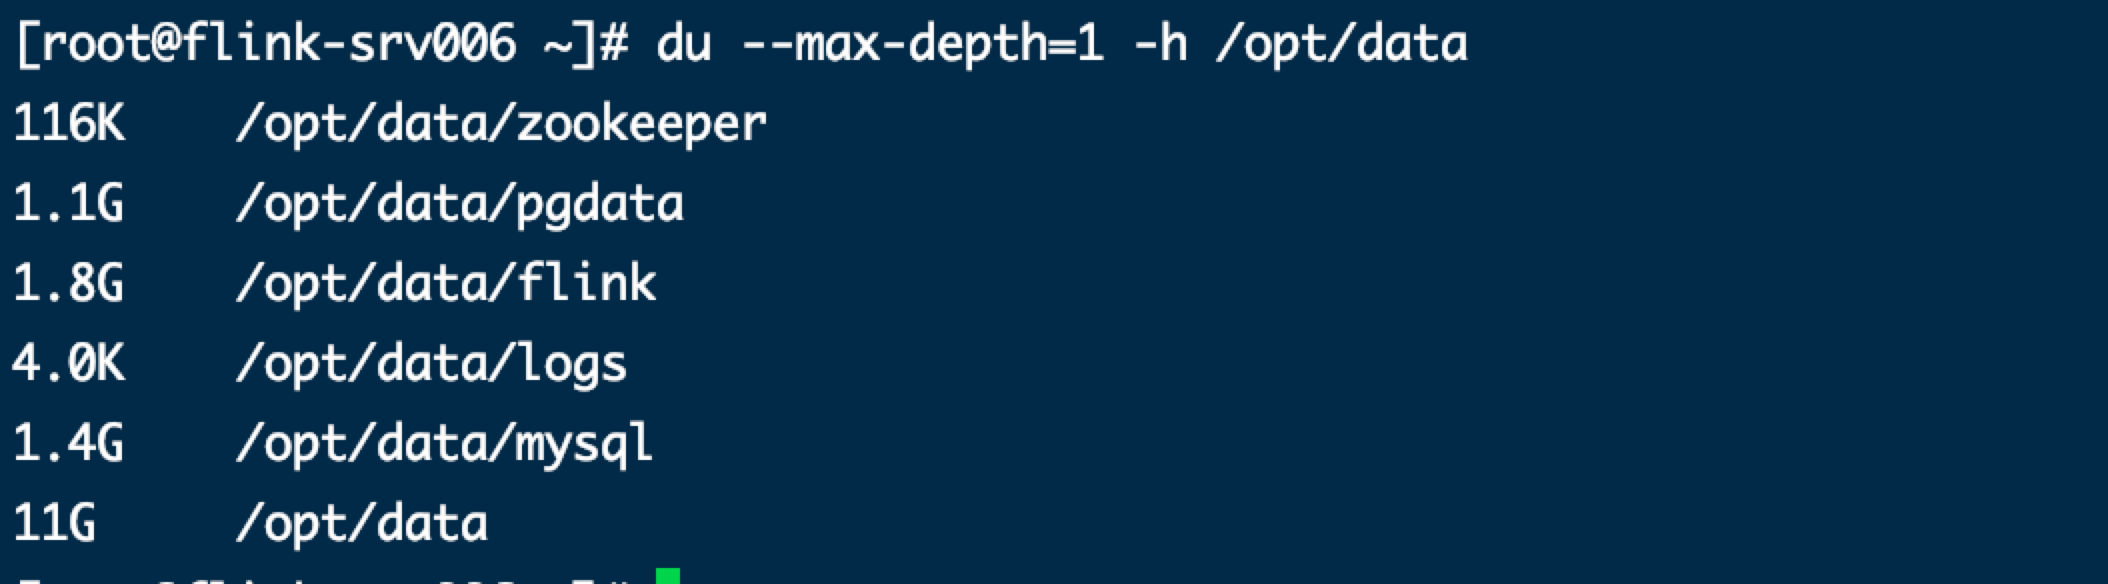 [root@flink-srv006 ~]# du --max-depth=1 -h /opt/data
116K    /opt/data/zookeeper
1.1G    /opt/data/pgdata
1.8G    /opt/data/flink
4.0K    /opt/data/logs
1.4G    /opt/data/mysql
11G     /opt/data